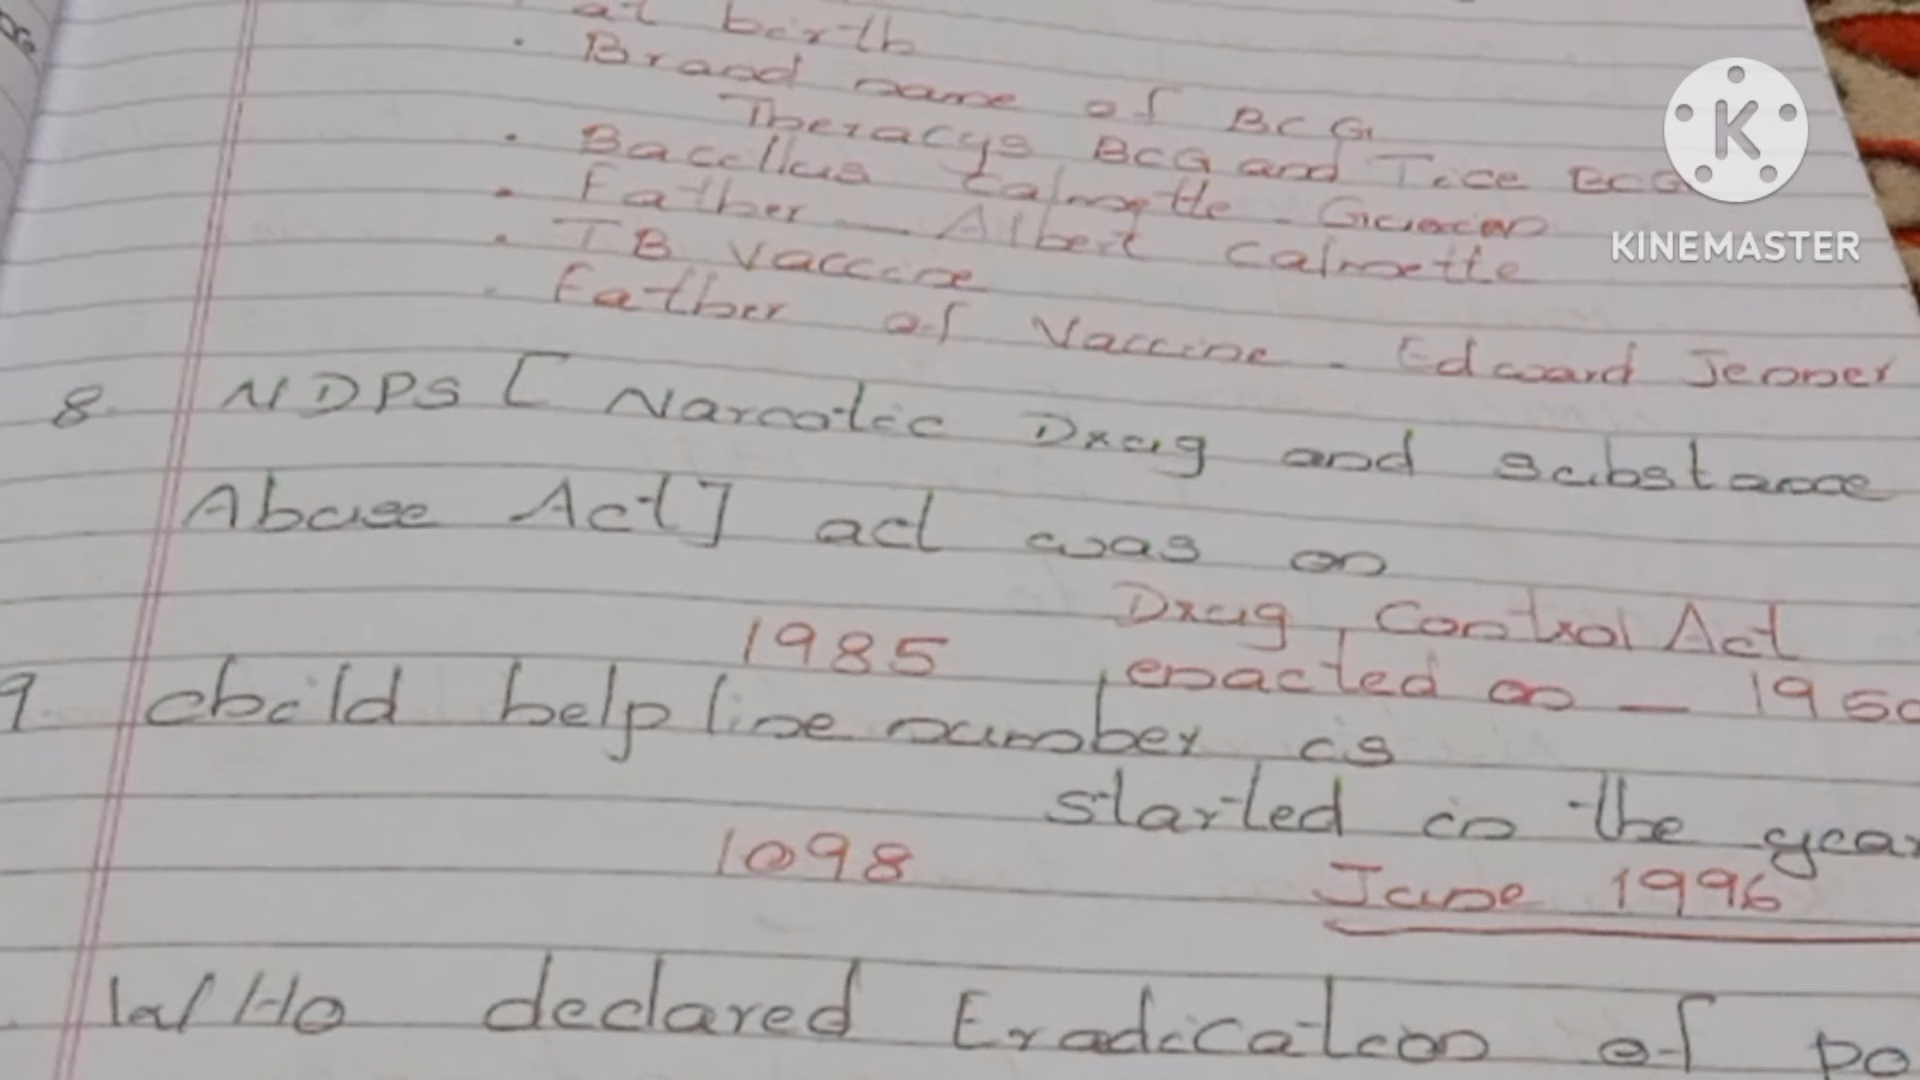 at birth
• Brand name of BCG
Theracys BCG and Tice BCG
• Bacillus Calmette - Guerin
• Father - Albert Calmette
• TB Vaccine
• Father of Vaccine - Edward Jenner
8. NDPS [ Narcotic Drug and substance
Abuse Act ] act was on
1985
Drug Control Act
enacted on - 1950
9. child help line number is
1098
started in the year
June 1996
WHO declared Eradication of po
K
KINEMASTER